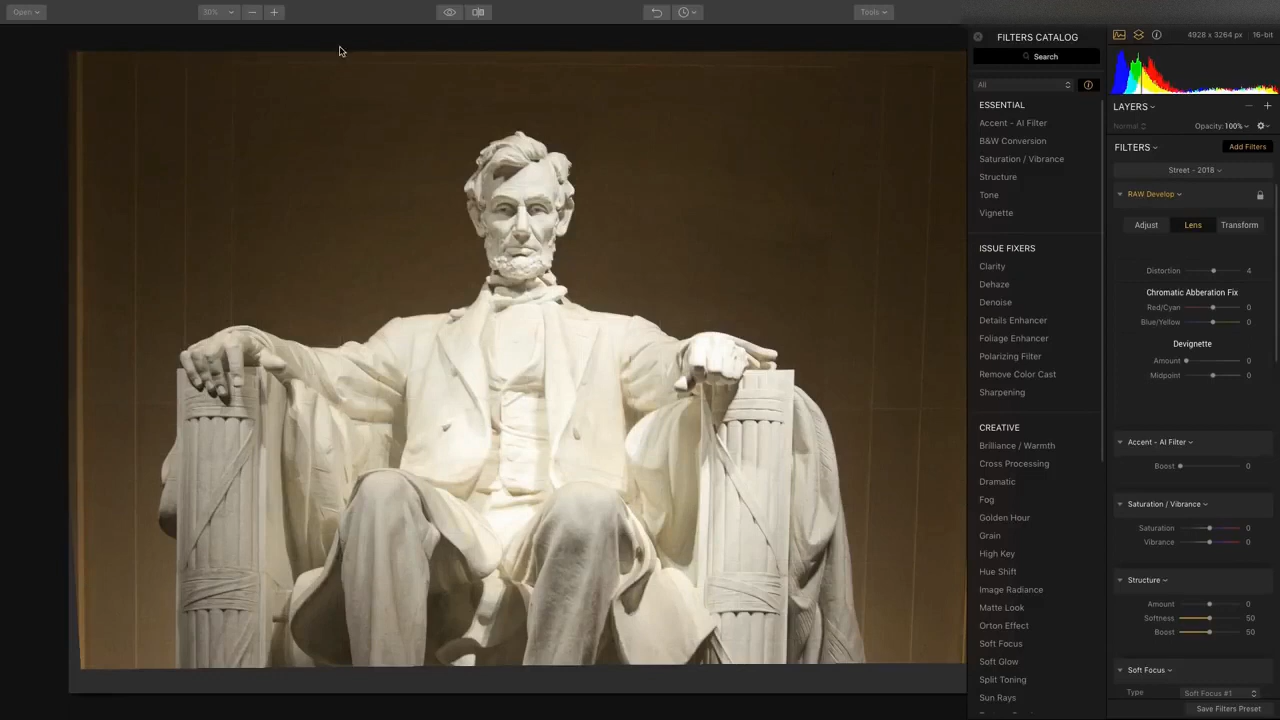 Open
30%
Tools
FILTERS CATALOG
Search
All
ESSENTIAL
Accent - AI Filter
B&W Conversion
Saturation / Vibrance
Structure
Tone
Vignette
ISSUE FIXERS
Clarity
Dehaze
Denoise
Details Enhancer
Foliage Enhancer
Polarizing Filter
Remove Color Cast
Sharpening
CREATIVE
Brilliance / Warmth
Cross Processing
Dramatic
Fog
Golden Hour
Grain
High Key
Hue Shift
Image Radiance
Matte Look
Orton Effect
Soft Focus
Soft Glow
Split Toning
Sun Rays
4928 x 3264 px 16-bit
LAYERS
Normal Opacity: 100%
FILTERS Add Filters
Street - 2018
RAW Develop
Adjust Lens Transform
Distortion 4
Chromatic Abberation Fix
Red/Cyan 0
Blue/Yellow 0
Devignette
Amount 0
Midpoint 0
Accent - AI Filter
Boost 0
Saturation / Vibrance
Saturation 0
Vibrance 0
Structure
Amount 0
Softness 50
Boost 50
Soft Focus
Type Soft Focus #1
Save Filters Preset